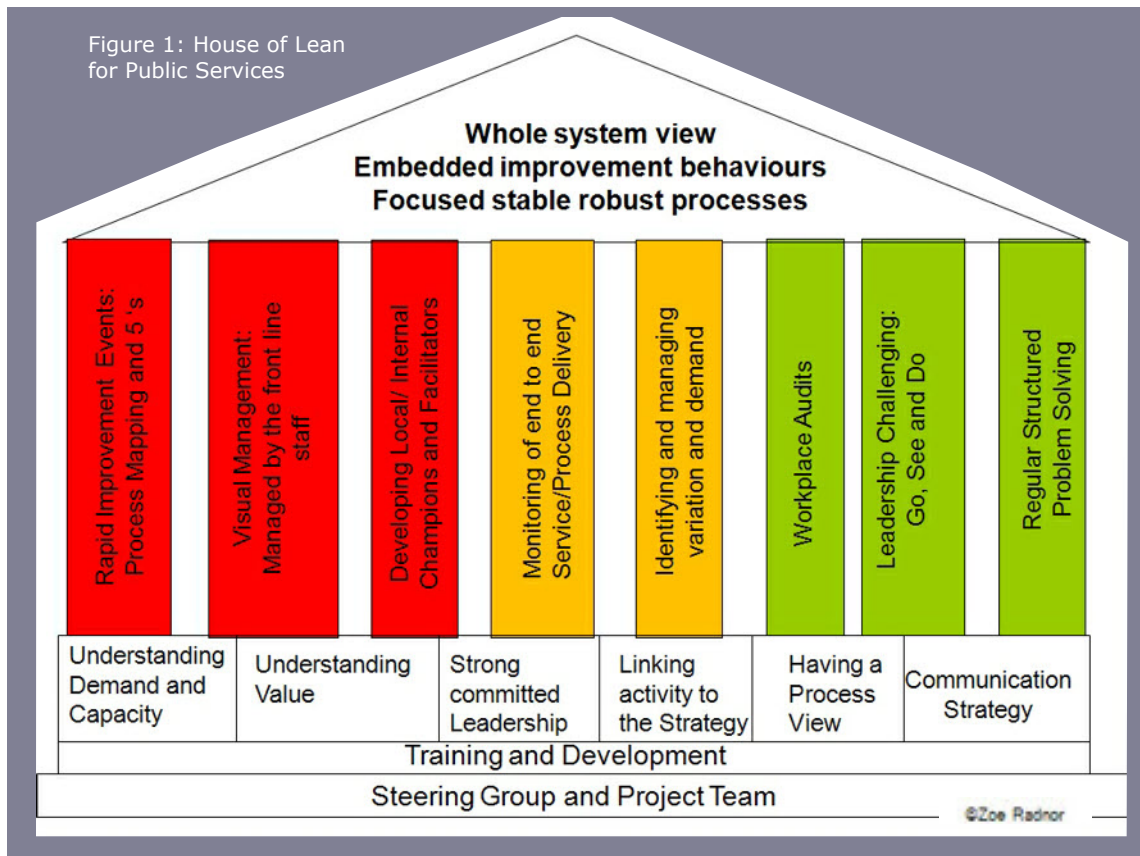 Figure 1: House of Lean
for Public Services
Whole system view
Embedded improvement behaviours
Focused stable robust processes
Rapid Improvement Events:
Process Mapping and 5 's
Visual Management:
Managed by the front line
staff
Developing Local/ Internal
Champions and Facilitators
Monitoring of end to end
Service/Process Delivery
Identifying and managing
variation and demand
Workplace Audits
Leadership Challenging:
Go, See and Do
Regular Structured
Problem Solving
Understanding
Demand and
Capacity
Understanding
Value
Strong
committed
Leadership
Linking
activity to
the Strategy
Having a
Process
View
Communication
Strategy
Training and Development
Steering Group and Project Team
©Zoe Radnor